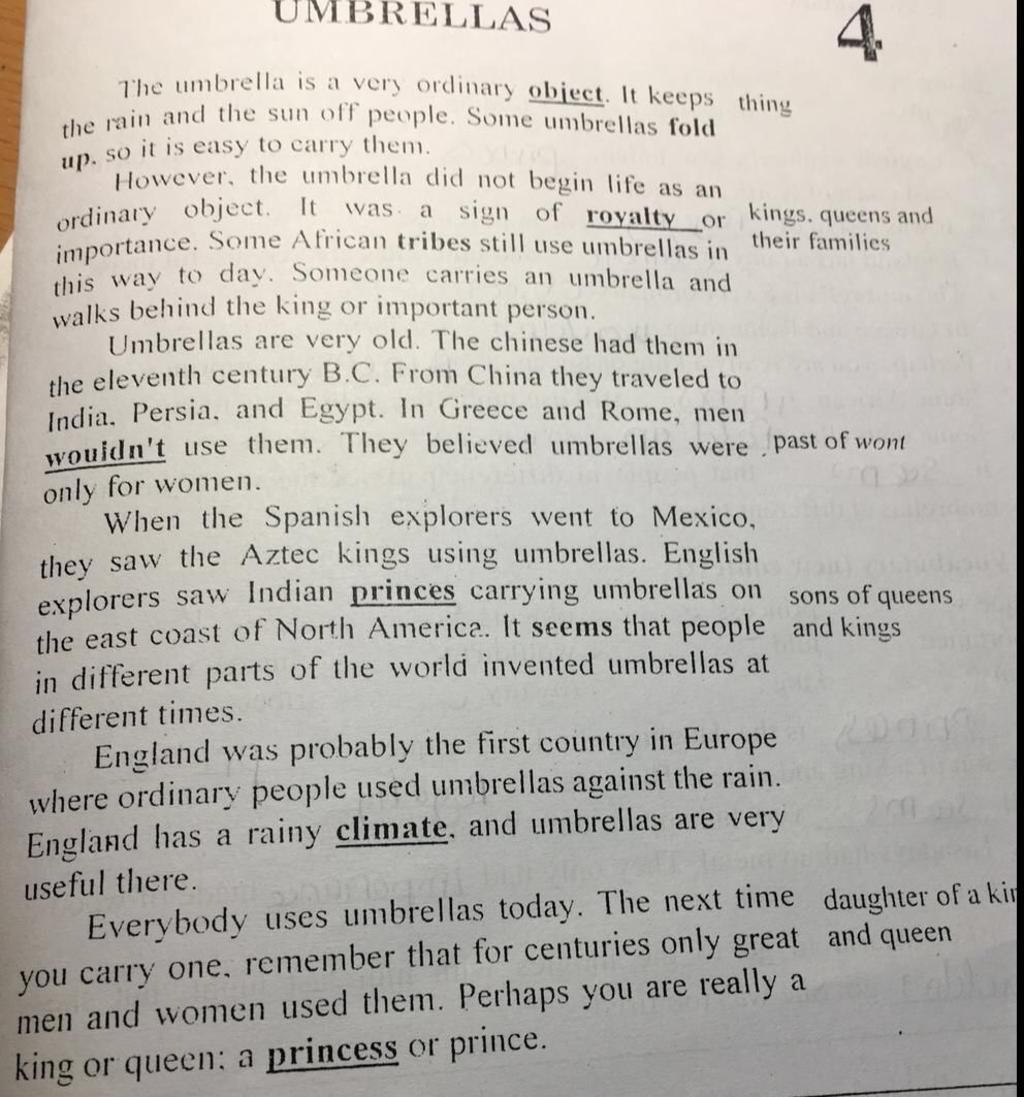 UMBRELLAS
4
The umbrella is a very ordinary object. It keeps thing
the rain and the sun off people. Some umbrellas fold
up. so it is easy to carry them.
However, the umbrella did not begin life as an
ordinary object. It was a sign of royalty or kings, queens and
importance. Some African tribes still use umbrellas in their families
this way to day. Someone carries an umbrella and
walks behind the king or important person.
Umbrellas are very old. The chinese had them in
the eleventh century B.C. From China they traveled to
India, Persia, and Egypt. In Greece and Rome, men
wouldn't use them. They believed umbrellas were past of wont
only for women.
When the Spanish explorers went to Mexico,
they saw the Aztec kings using umbrellas. English
explorers saw Indian princes carrying umbrellas on sons of queens
the east coast of North America. It seems that people and kings
in different parts of the world invented umbrellas at
different times.
England was probably the first country in Europe
where ordinary people used umbrellas against the rain.
England has a rainy climate, and umbrellas are very
useful there.
Everybody uses umbrellas today. The next time daughter of a
you carry one, remember that for centuries only great and queen
men and women used them. Perhaps you are really a
king or queen: a princess or prince.